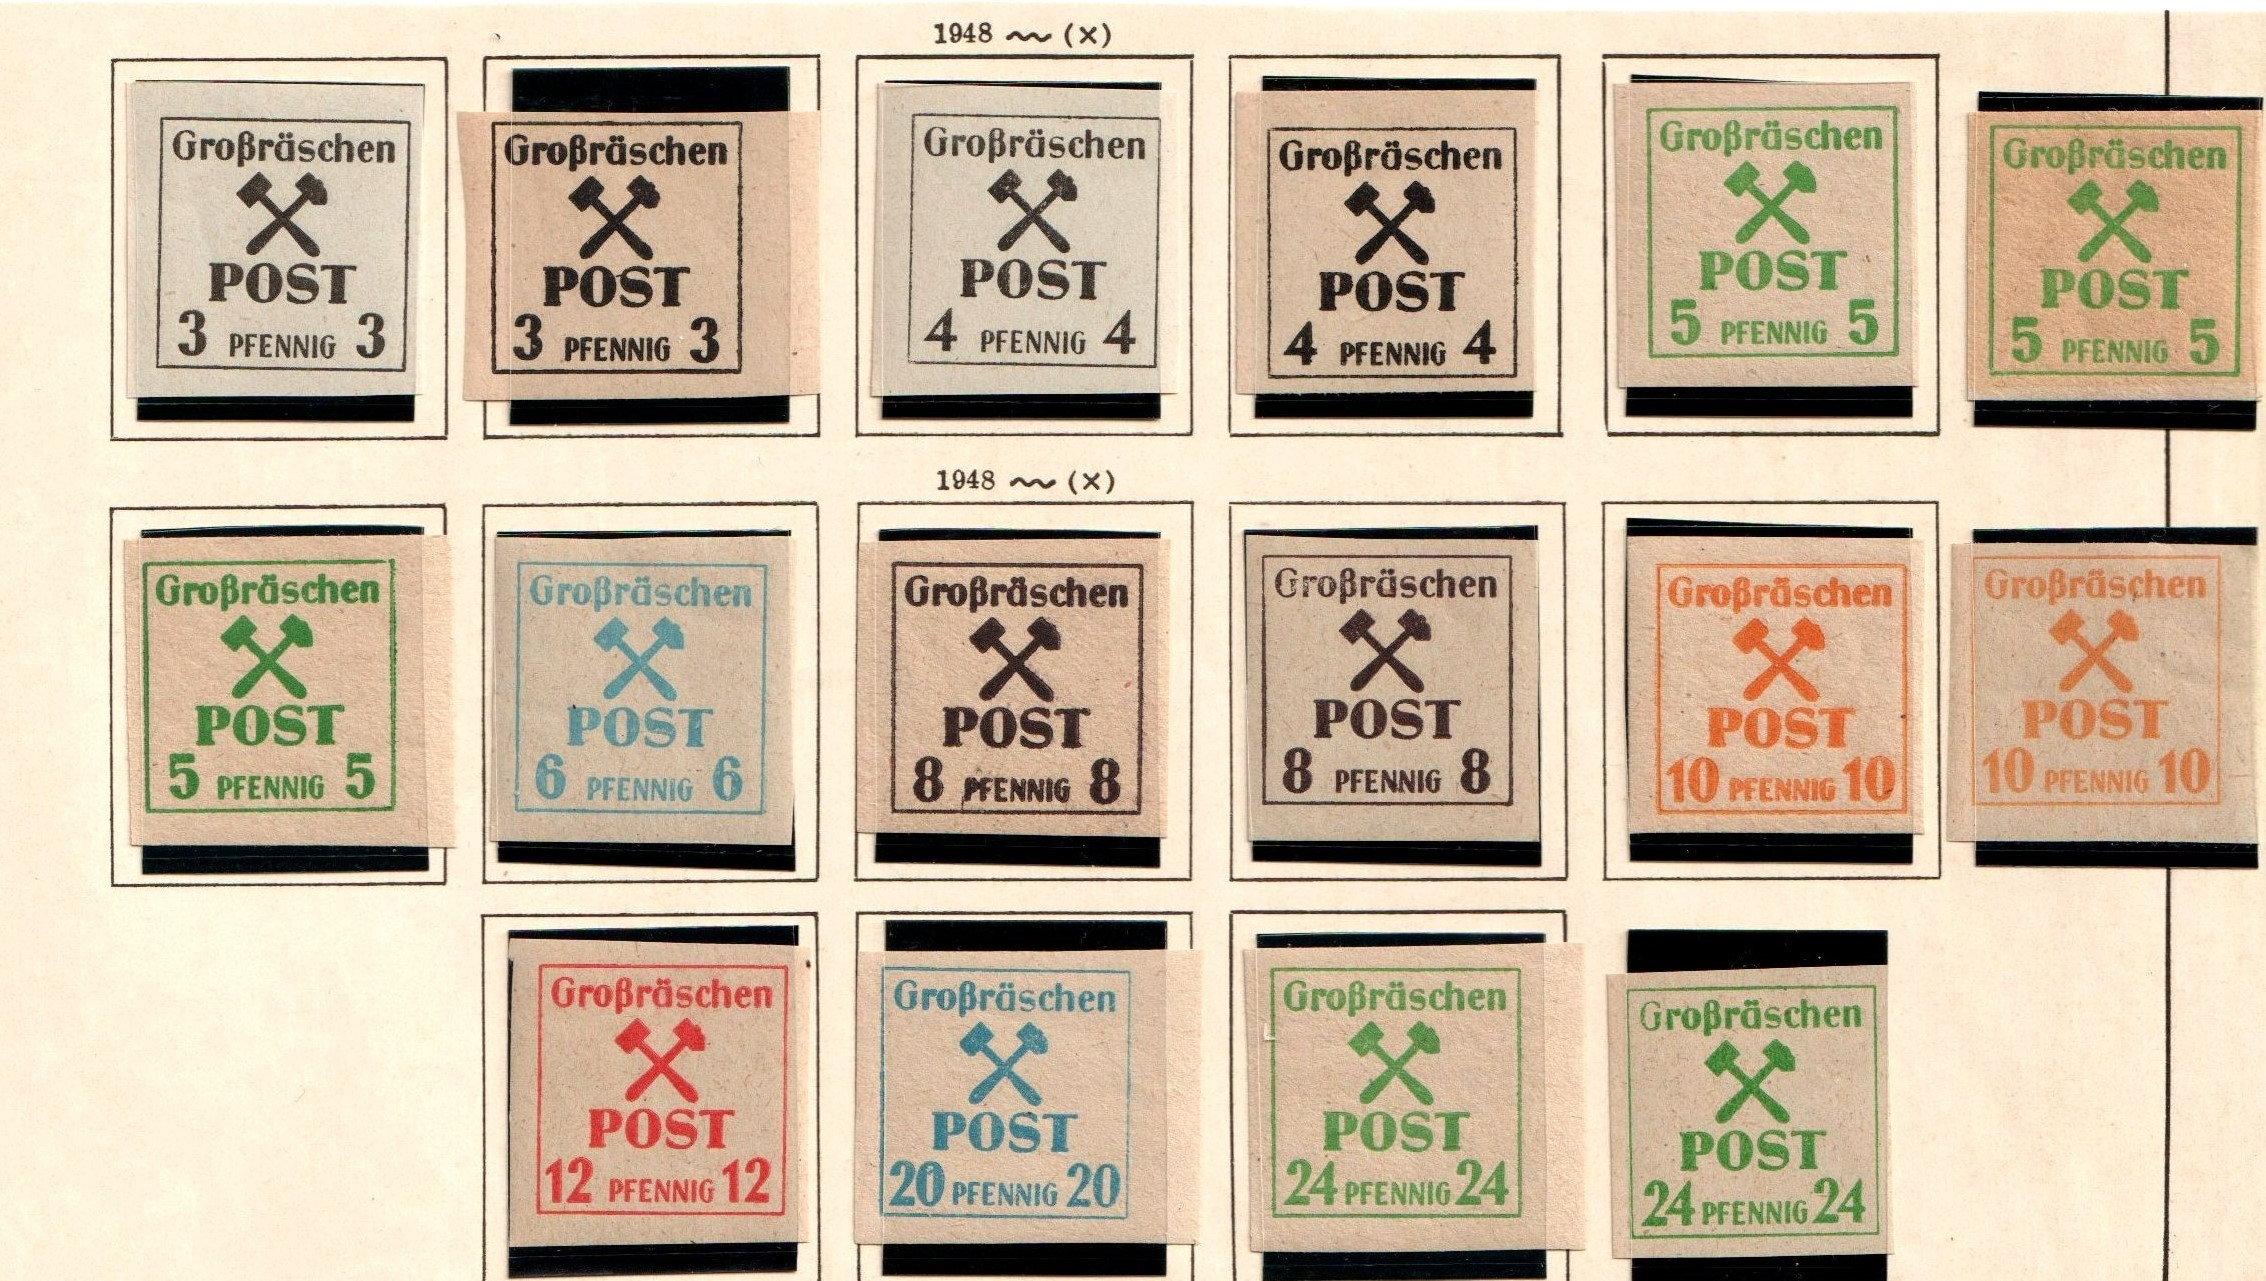 1948 ~ (×)
Großräschen
POST
3 PFENNIG 3
Großräschen
POST
3 PFENNIG 3
Großräschen
POST
4 PFENNIG 4
Großräschen
POST
4 PFENNIG 4
Großräschen
POST
5 PFENNIG 5
Großräschen
POST
5 PFENNIG 5
1948 ~ (×)
Großräschen
POST
5 PFENNIG 5
Großräschen
POST
6 PFENNIG 6
Großräschen
POST
8 PFENNIG 8
Großräschen
POST
8 PFENNIG 8
Großräschen
POST
10 PFENNIG 10
Großräschen
POST
10 PFENNIG 10
Großräschen
POST
12 PFENNIG 12
Großräschen
POST
20 PFENNIG 20
Großräschen
POST
24 PFENNIG 24
Großräschen
POST
24 PFENNIG 24